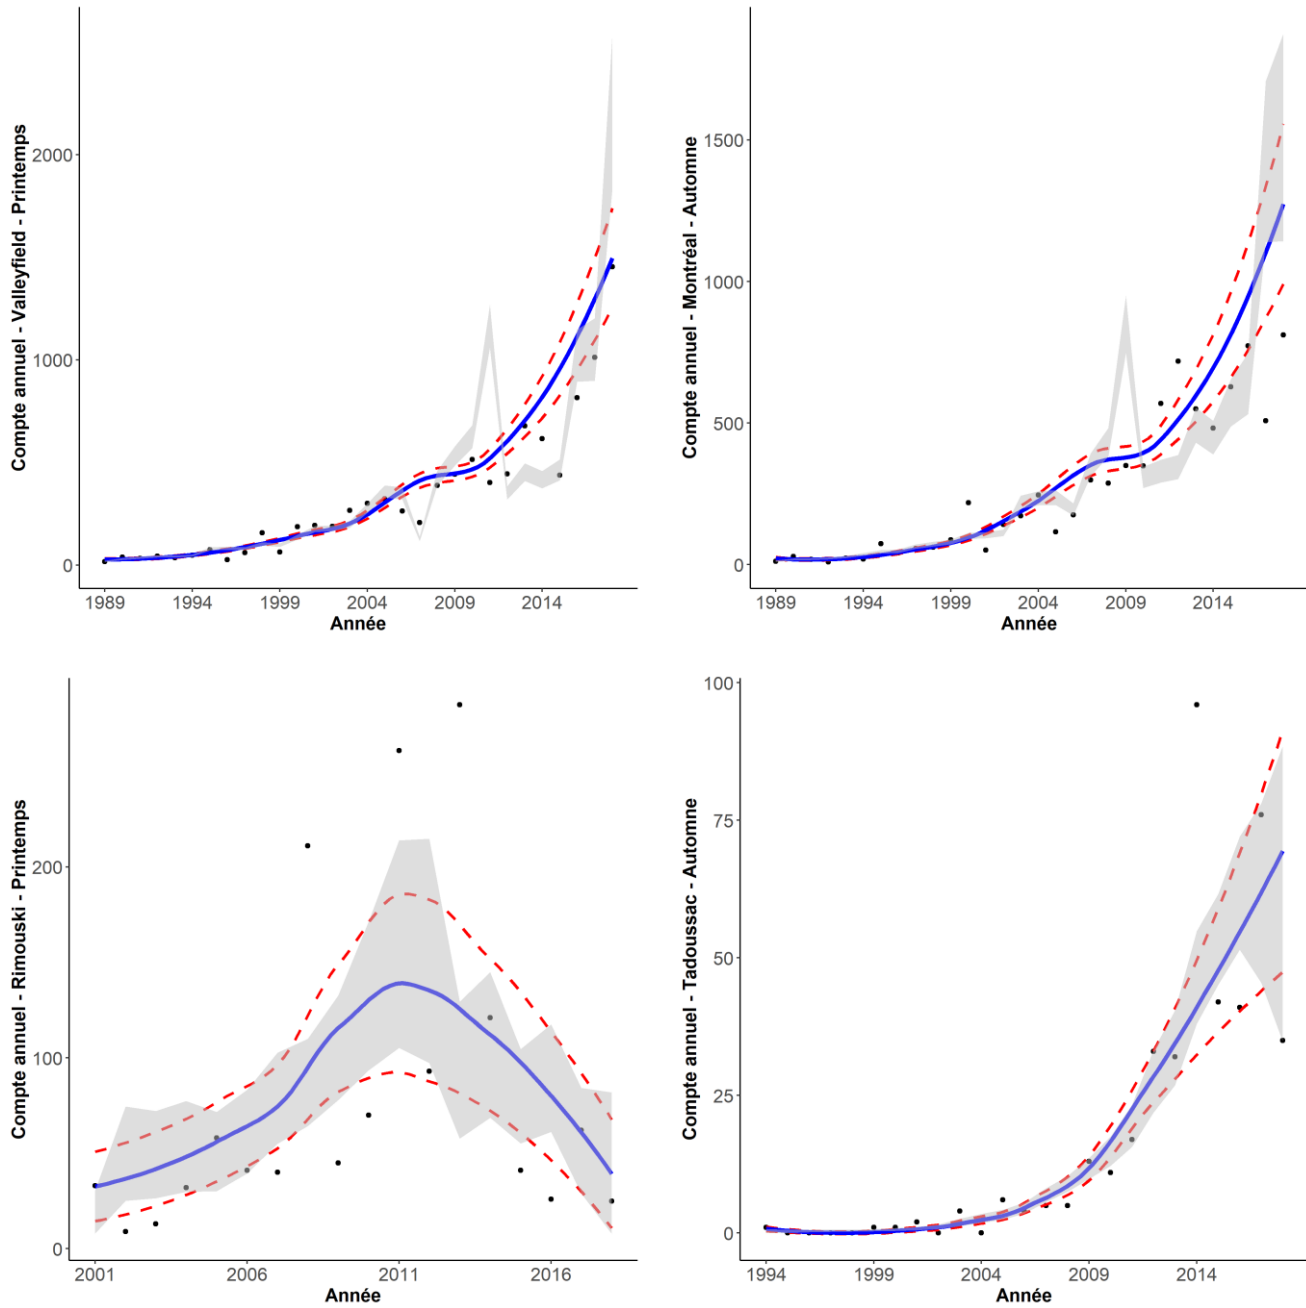 Compte annuel - Valleyfield - Printemps
2000
1000
0
1989 1994 1999 2004 2009 2014
Année
Compte annuel - Montréal - Automne
1500
1000
500
0
1989 1994 1999 2004 2009 2014
Année
Compte annuel - Rimouski - Printemps
200
100
0
2001 2006 2011 2016
Année
Compte annuel - Tadoussac - Automne
100
75
50
25
0
1994 1999 2004 2009 2014
Année